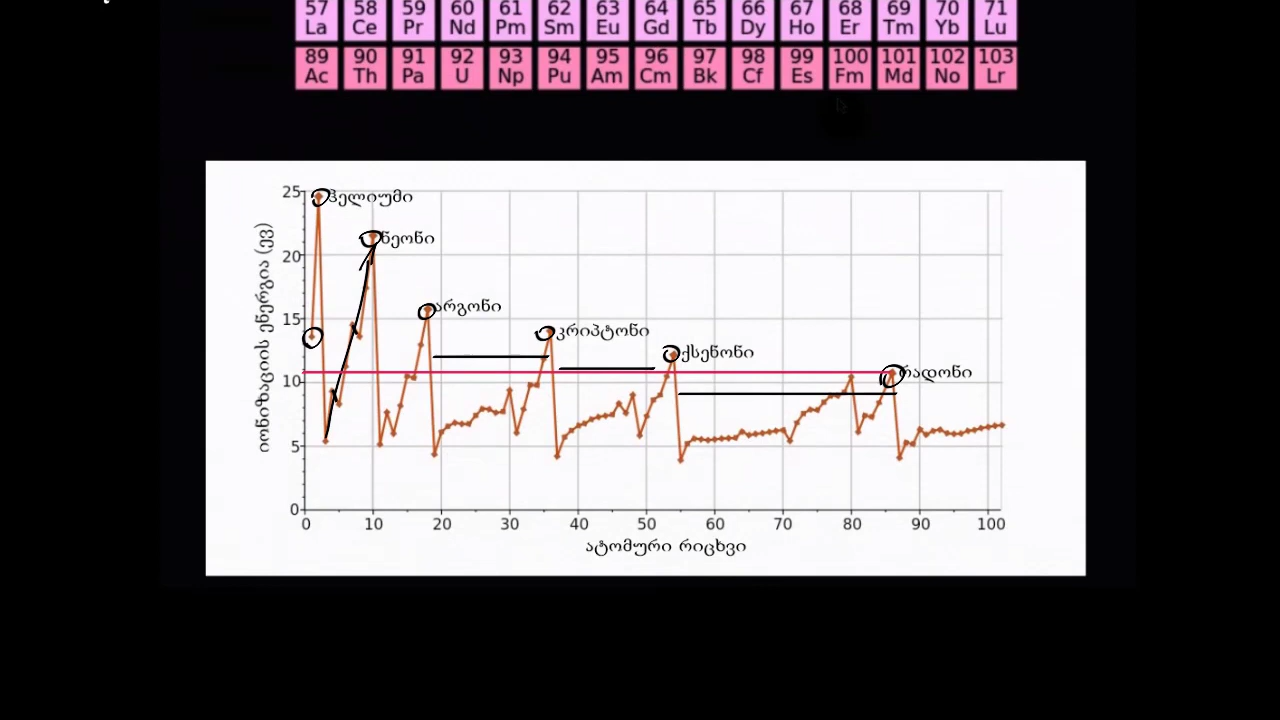 57 58 59 60 61 62 63 64 65 66 67 68 69 70 71
La Ce Pr Nd Pm Sm Eu Gd Tb Dy Ho Er Tm Yb Lu
89 90 91 92 93 94 95 96 97 98 99 100 101 102 103
Ac Th Pa U Np Pu Am Cm Bk Cf Es Fm Md No Lr
იონიზაციის ენერგია (ევ)
25
20
15
10
5
0
ჰელიუმი
ნეონი
არგონი
კრიპტონი
ქსენონი
რადონი
0 10 20 30 40 50 60 70 80 90 100
ატომური რიცხვი